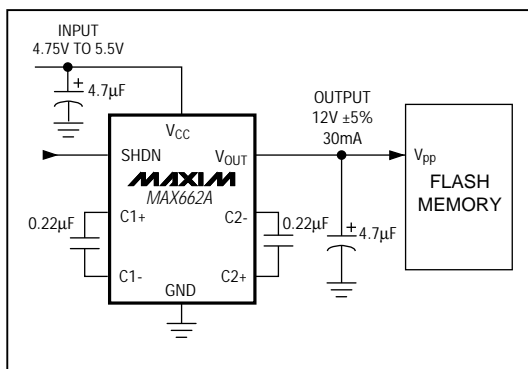 INPUT
4.75V TO 5.5V
+
4.7µF
VCC
OUTPUT
12V ±5%
30mA
SHDN
VOUT
Vpp
MAXIM
MAX662A
FLASH
MEMORY
C1+
C2-
0.22µF
0.22µF
+
4.7µF
C1-
C2+
GND